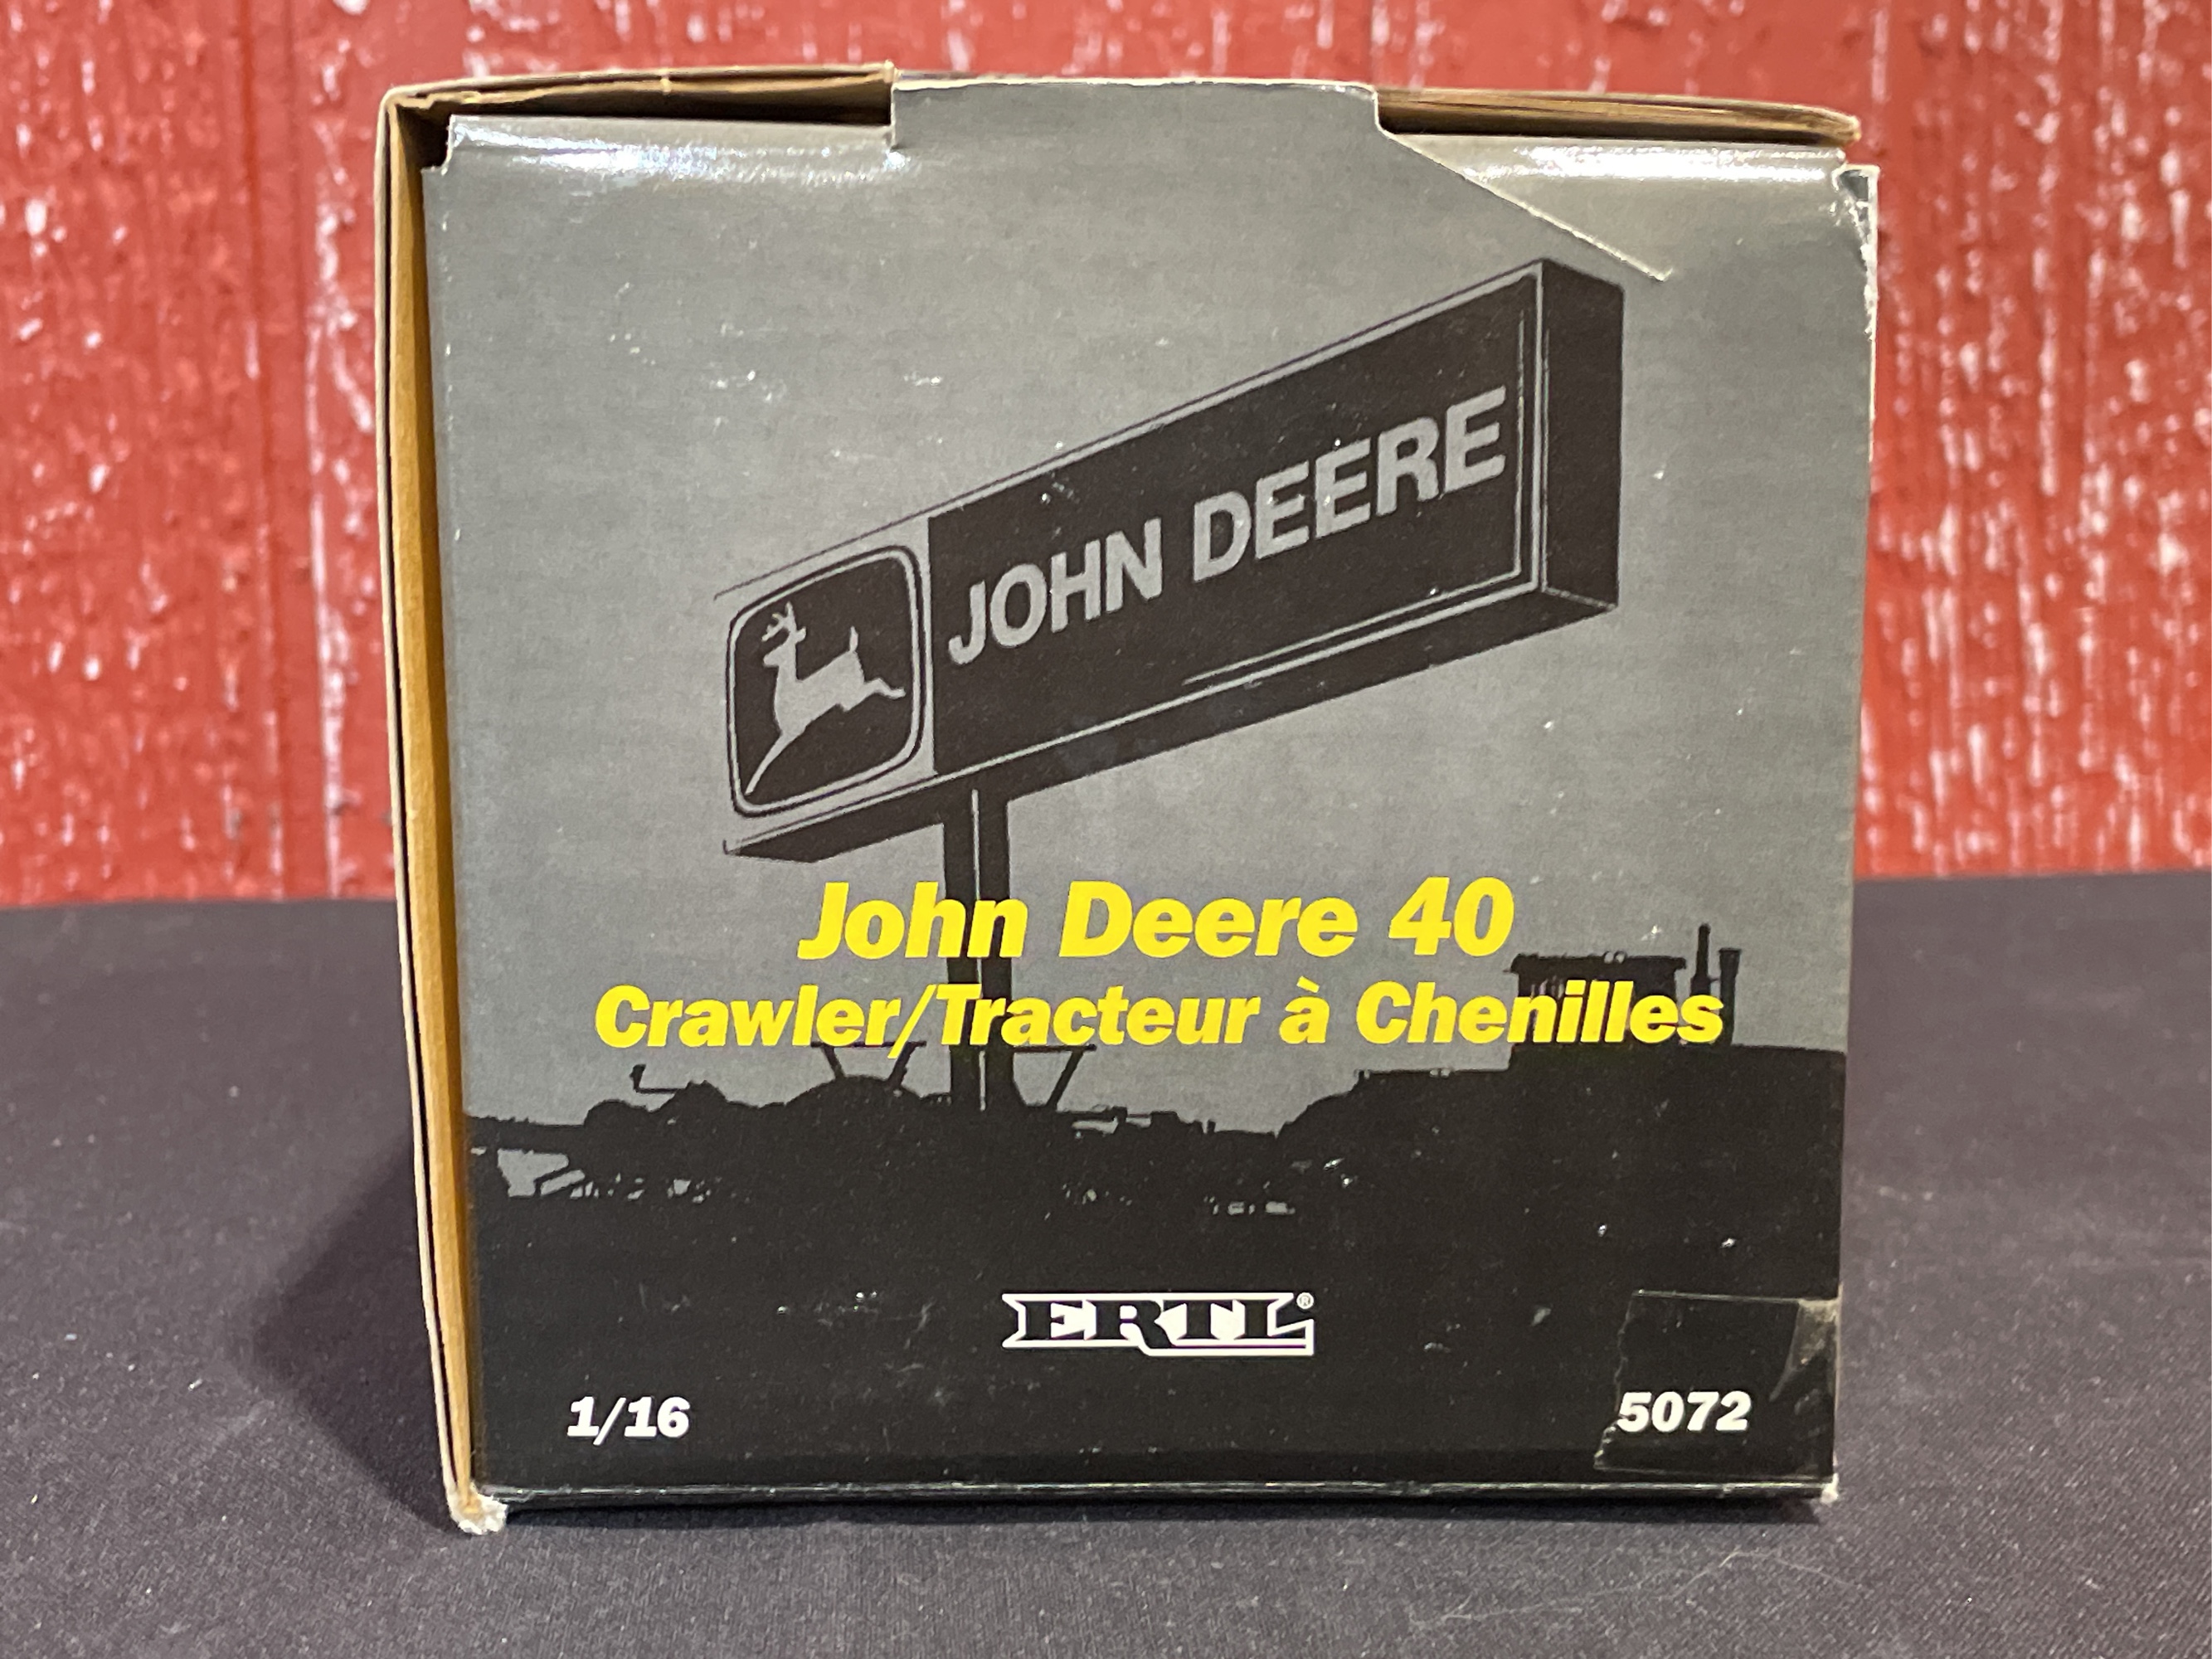 JOHN DEERE
John Deere 40
Crawler/Tracteur à Chenilles
ERTL®
1/16
5072